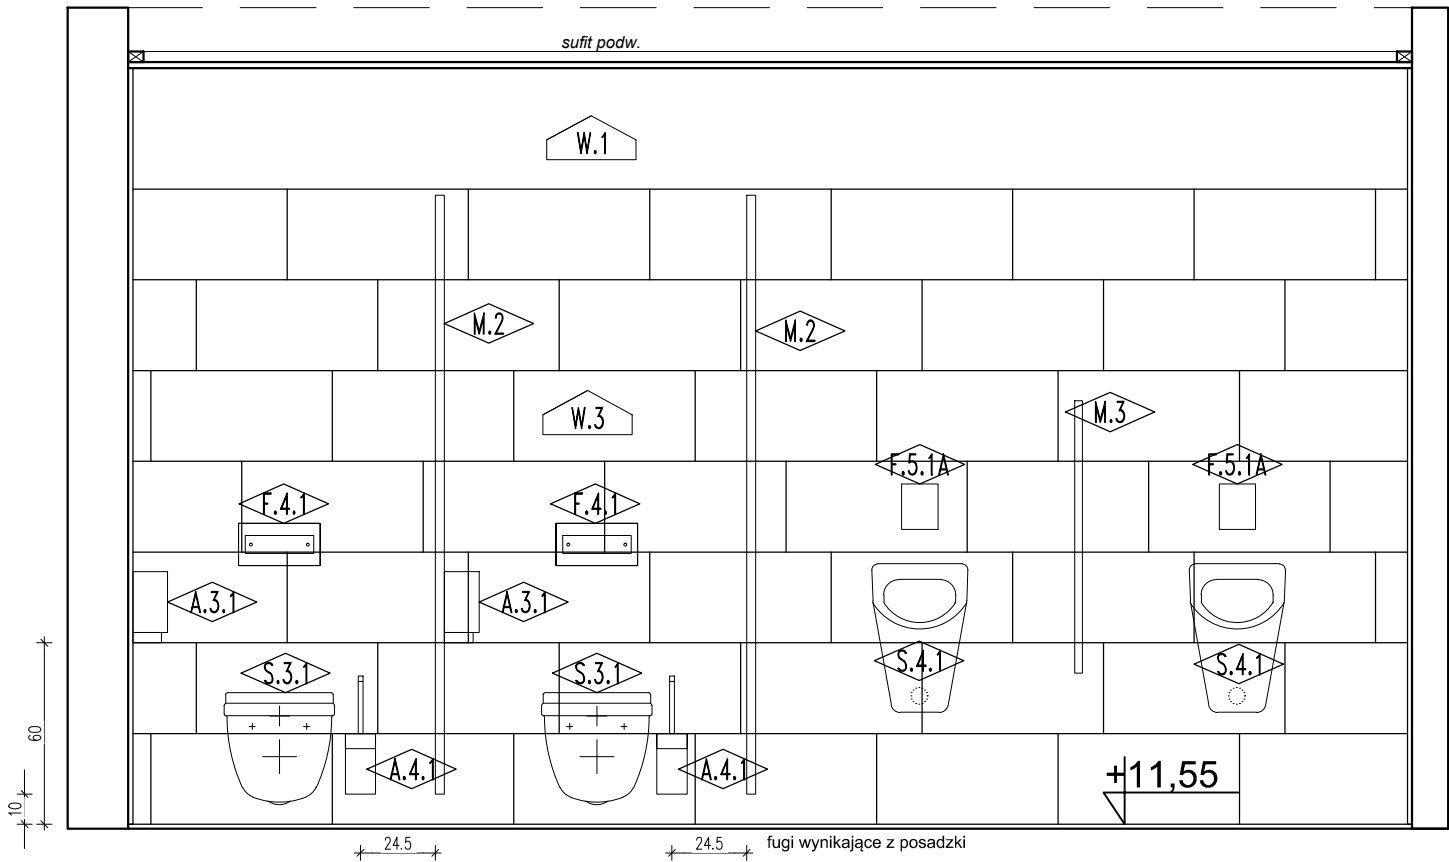 sufit podw.
W.1
M.2
M.2
W.3
M.3
F.4.1
F.4.1
F.5.1A
F.5.1A
A.3.1
A.3.1
S.3.1
S.3.1
S.4.1
S.4.1
A.4.1
A.4.1
60
10
+11,55
24.5
24.5
fugi wynikające z posadzki